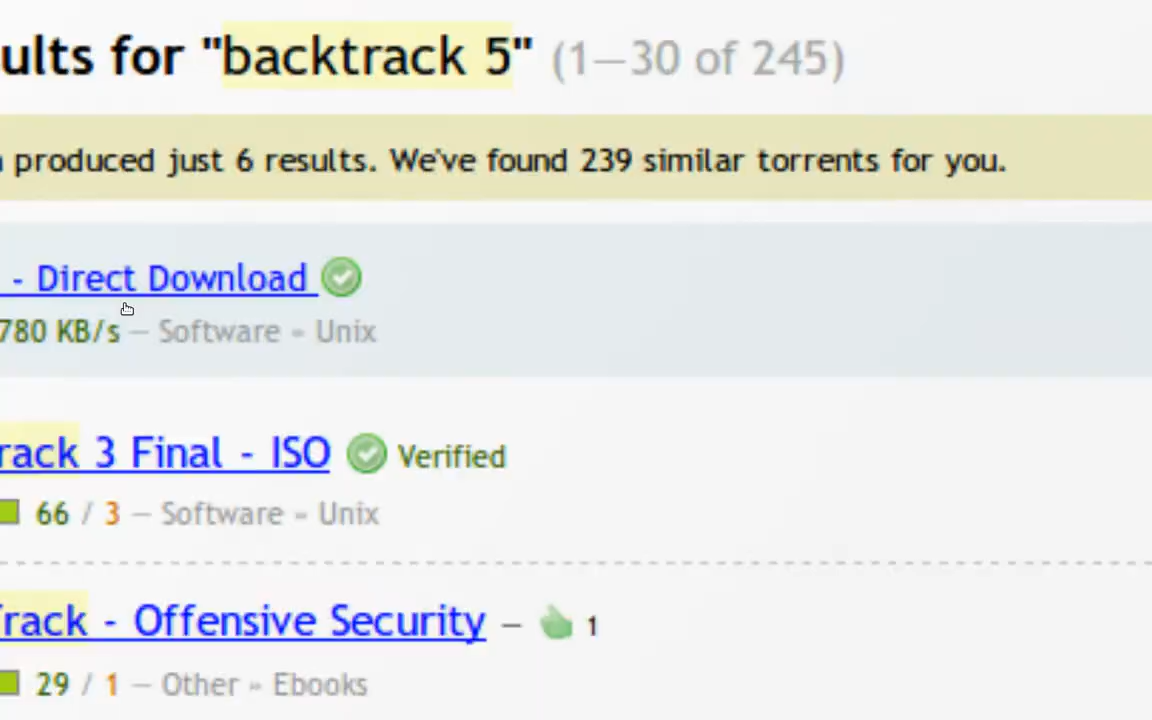 ults for "backtrack 5" (1—30 of 245)
produced just 6 results. We've found 239 similar torrents for you.
- Direct Download
780 KB/s — Software » Unix
rack 3 Final - ISO Verified
66 / 3 — Software » Unix
Track - Offensive Security — 1
29 / 1 — Other » Ebooks